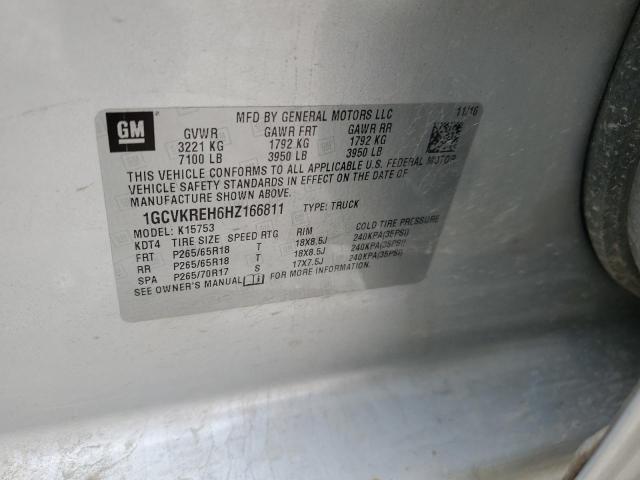 GM
MFD BY GENERAL MOTORS LLC 11/16
GVWR GAWR FRT GAWR RR
3221 KG 1792 KG 1792 KG
7100 LB 3950 LB 3950 LB
THIS VEHICLE CONFORMS TO ALL APPLICABLE U.S. FEDERAL MOTOR
VEHICLE SAFETY STANDARDS IN EFFECT ON THE DATE OF
MANUFACTURE SHOWN ABOVE.
1GCVKREH6HZ166811 TYPE: TRUCK
MODEL: K15753
KDT4 TIRE SIZE SPEED RTG RIM COLD TIRE PRESSURE
FRT P265/65R18 T 18X8.5J 240KPA(35PSI)
RR P265/65R18 T 18X8.5J 240KPA(35PSI)
SPA P265/70R17 S 17X7.5J 240KPA(35PSI)
SEE OWNER'S MANUAL FOR MORE INFORMATION.